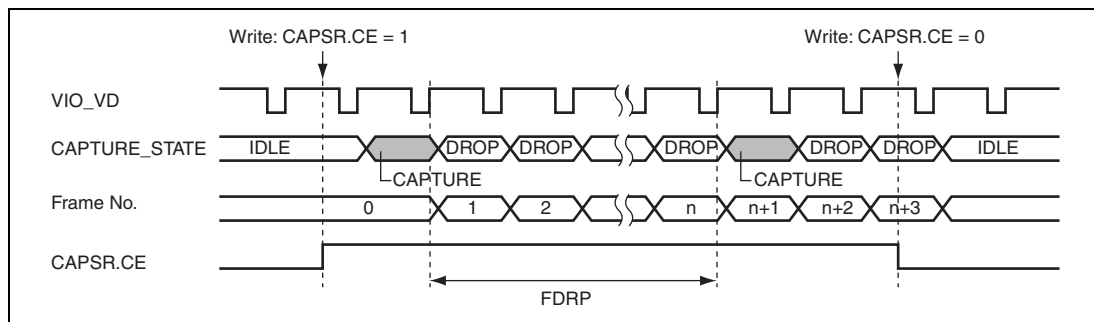 Write: CAPSR.CE = 1 Write: CAPSR.CE = 0
VIO_VD
CAPTURE_STATE IDLE DROP DROP DROP DROP DROP IDLE
CAPTURE CAPTURE
Frame No. 0 1 2 n n+1 n+2 n+3
CAPSR.CE
FDRP